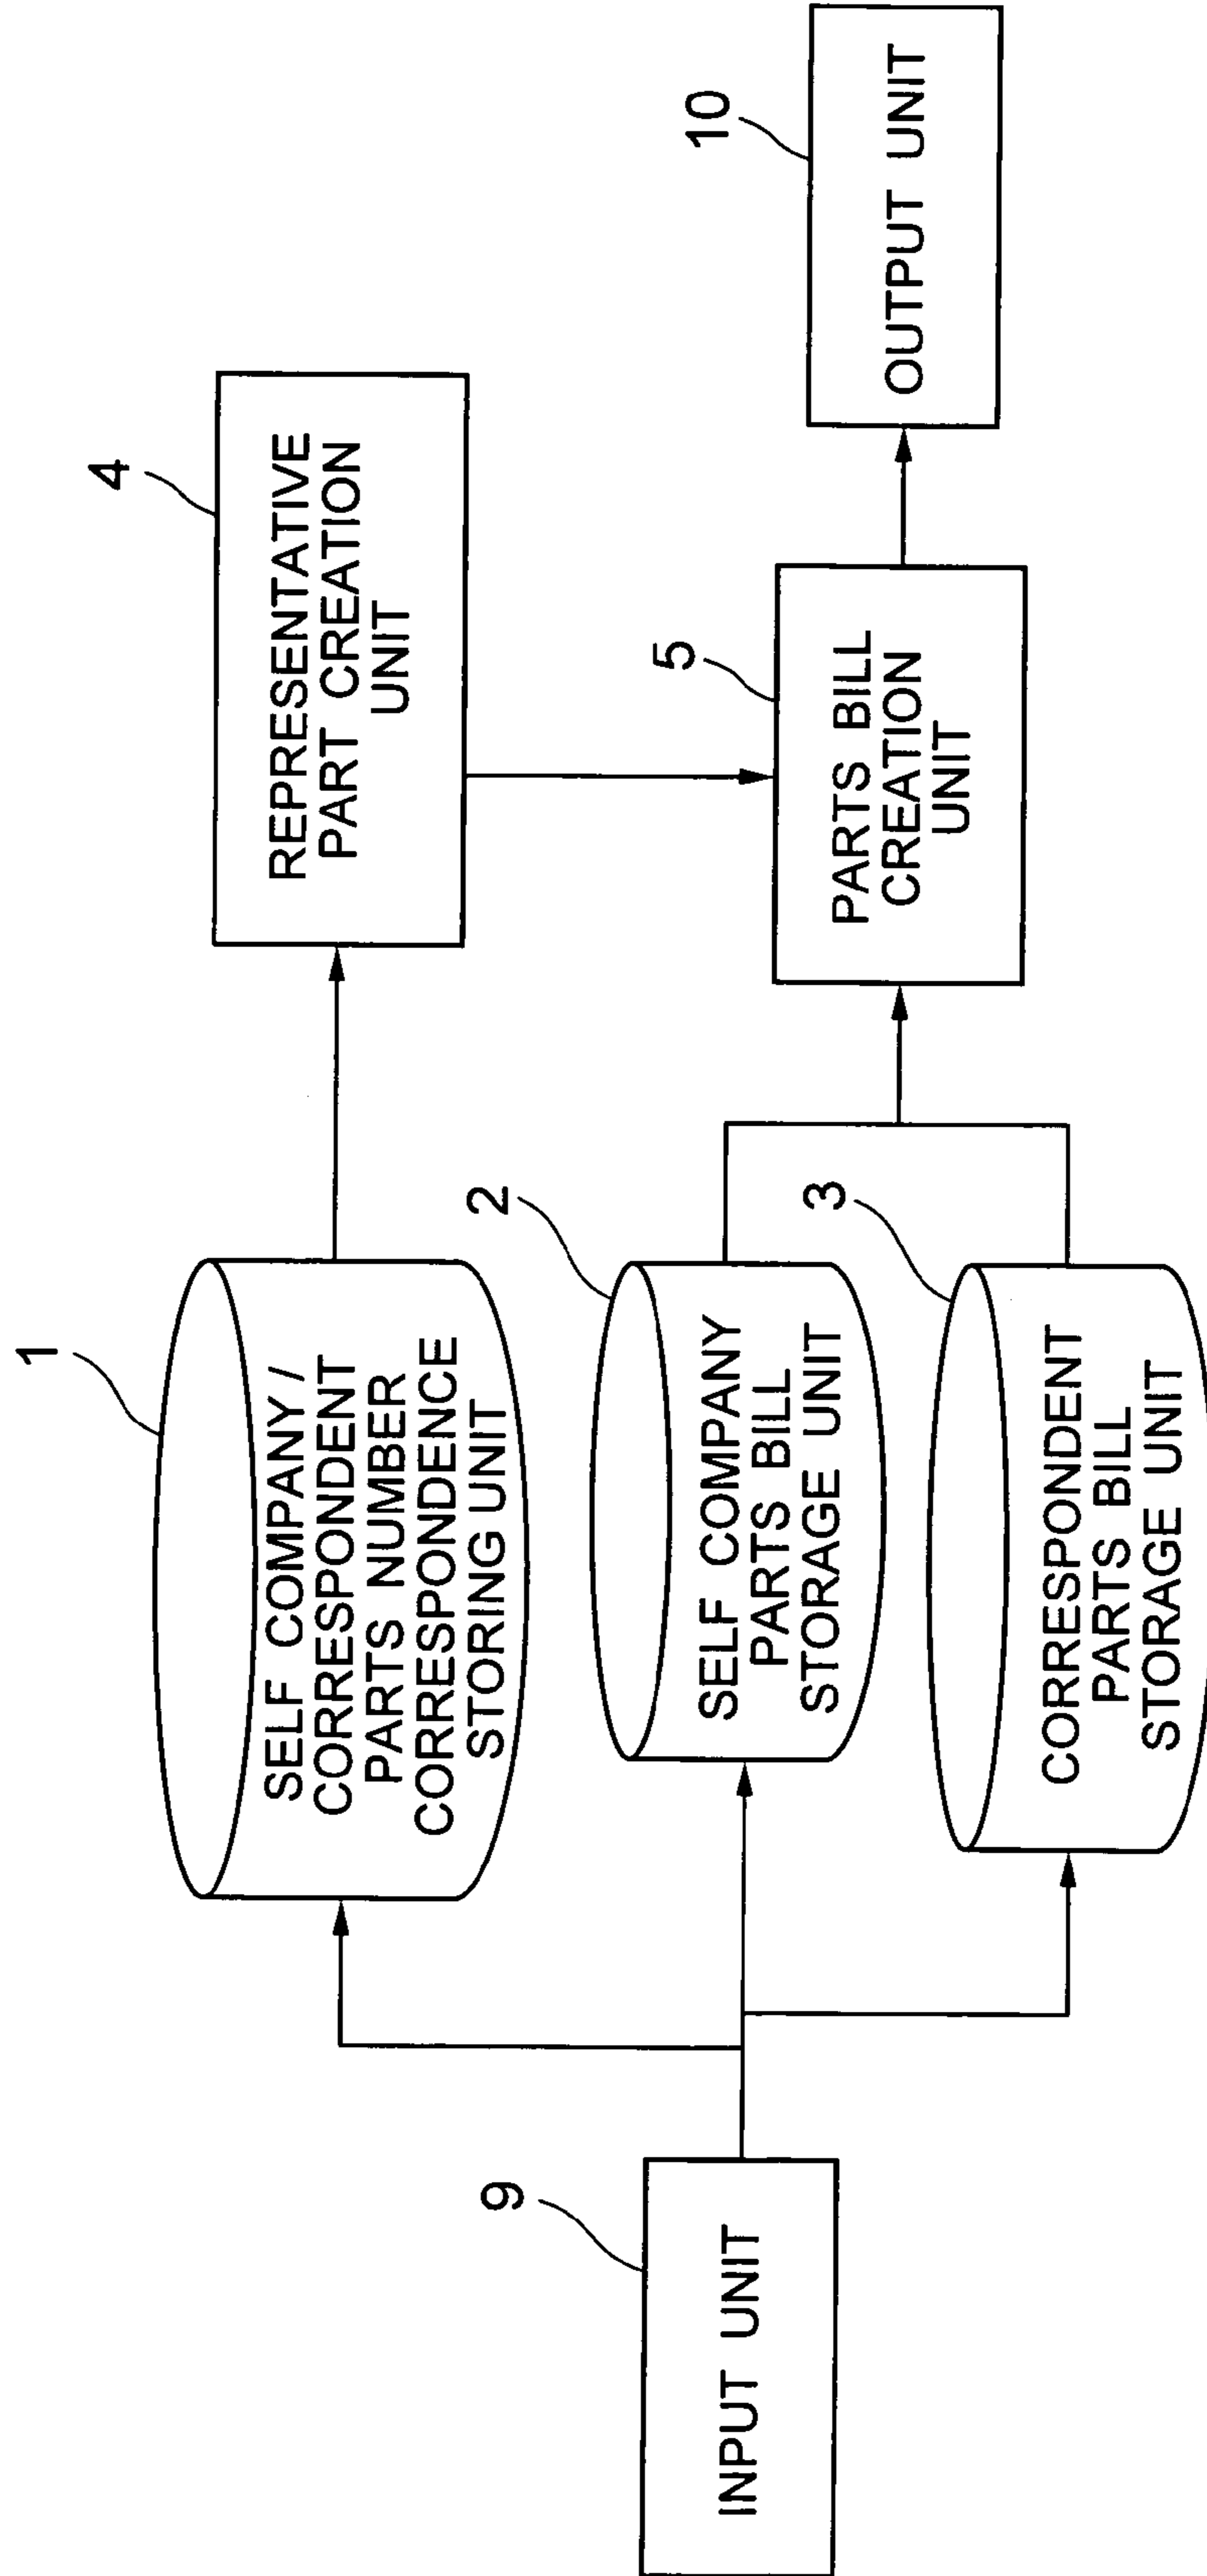 1
SELF COMPANY /
CORRESPONDENT
PARTS NUMBER
CORRESPONDENCE
STORING UNIT
4
REPRESENTATIVE
PART CREATION
UNIT
9
INPUT UNIT
2
SELF COMPANY
PARTS BILL
STORAGE UNIT
3
CORRESPONDENT
PARTS BILL
STORAGE UNIT
5
PARTS BILL
CREATION
UNIT
10
OUTPUT UNIT